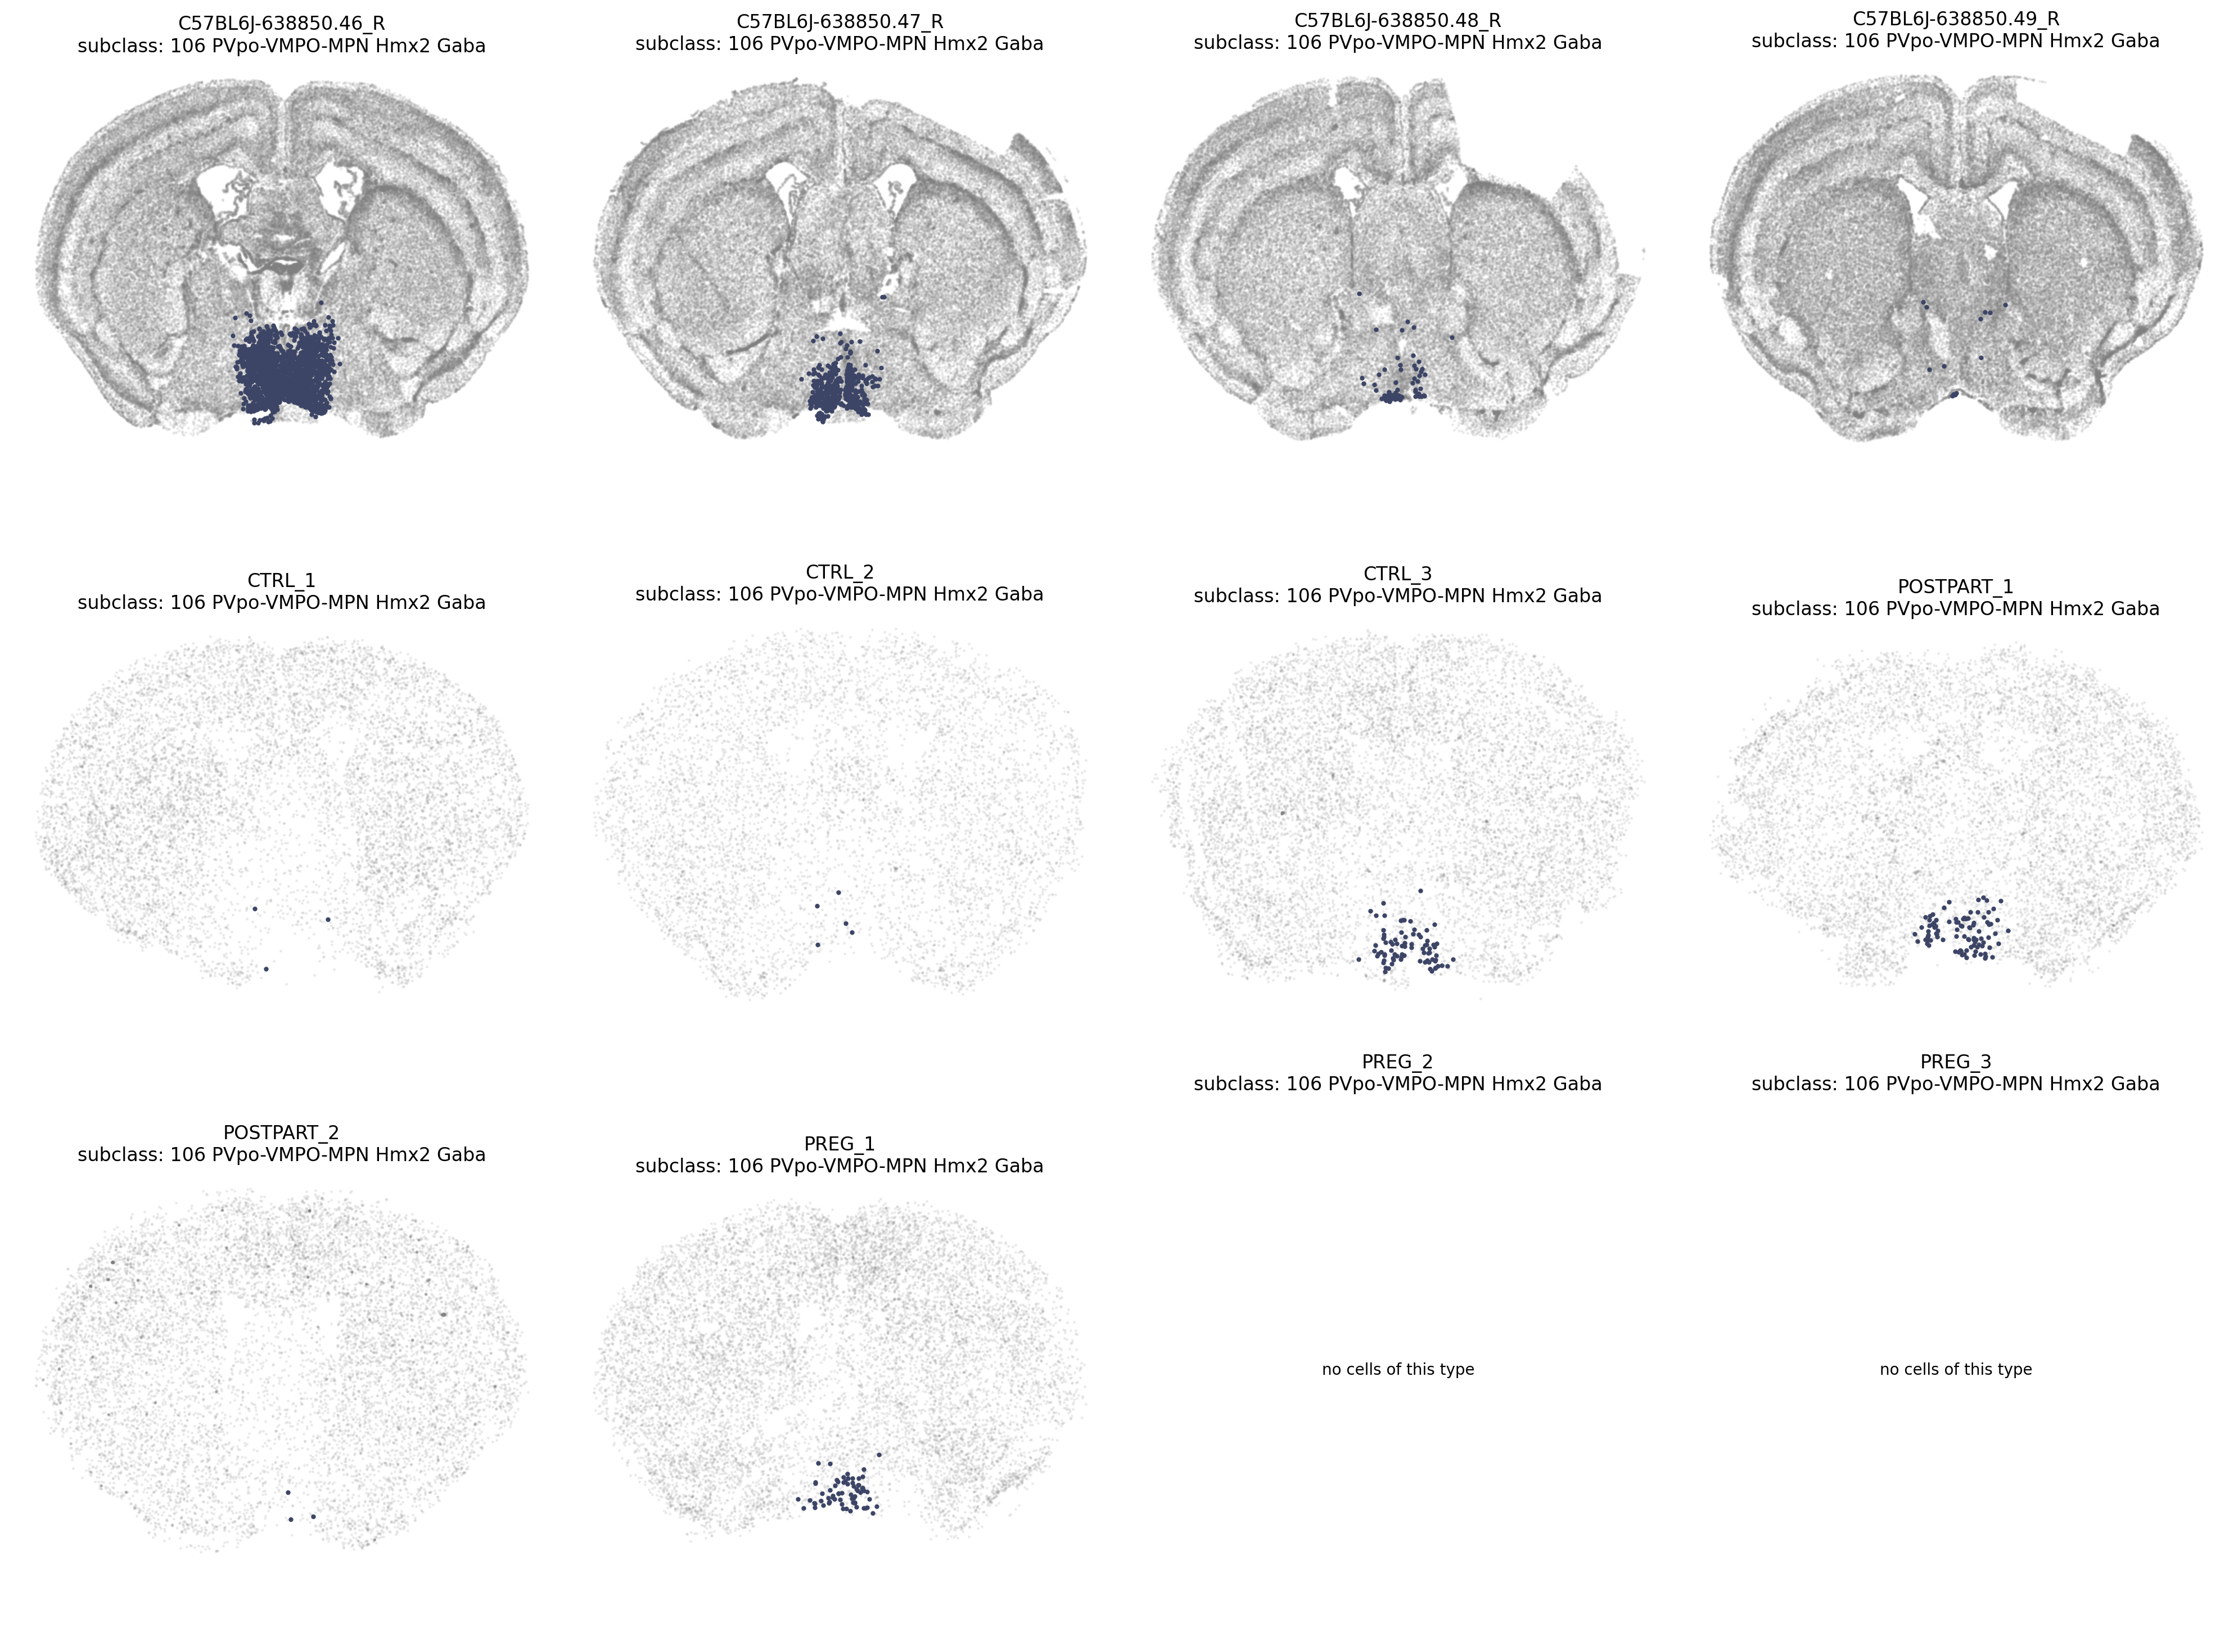 C57BL6J-638850.46_R
subclass: 106 PVpo-VMPO-MPN Hmx2 Gaba
C57BL6J-638850.47_R
subclass: 106 PVpo-VMPO-MPN Hmx2 Gaba
C57BL6J-638850.48_R
subclass: 106 PVpo-VMPO-MPN Hmx2 Gaba
C57BL6J-638850.49_R
subclass: 106 PVpo-VMPO-MPN Hmx2 Gaba
CTRL_1
subclass: 106 PVpo-VMPO-MPN Hmx2 Gaba
CTRL_2
subclass: 106 PVpo-VMPO-MPN Hmx2 Gaba
CTRL_3
subclass: 106 PVpo-VMPO-MPN Hmx2 Gaba
POSTPART_1
subclass: 106 PVpo-VMPO-MPN Hmx2 Gaba
POSTPART_2
subclass: 106 PVpo-VMPO-MPN Hmx2 Gaba
PREG_1
subclass: 106 PVpo-VMPO-MPN Hmx2 Gaba
PREG_2
subclass: 106 PVpo-VMPO-MPN Hmx2 Gaba
no cells of this type
PREG_3
subclass: 106 PVpo-VMPO-MPN Hmx2 Gaba
no cells of this type